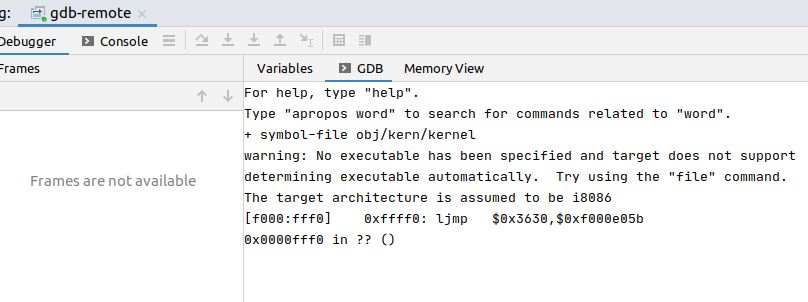 g: gdb-remote
Debugger Console
Frames Variables GDB Memory View
For help, type "help".
Type "apropos word" to search for commands related to "word".
+ symbol-file obj/kern/kernel
warning: No executable has been specified and target does not support
determining executable automatically.  Try using the "file" command.
Frames are not available
The target architecture is assumed to be i8086
[f000:fff0]    0xffff0: ljmp   $0x3630,$0xf000e05b
0x0000fff0 in ?? ()